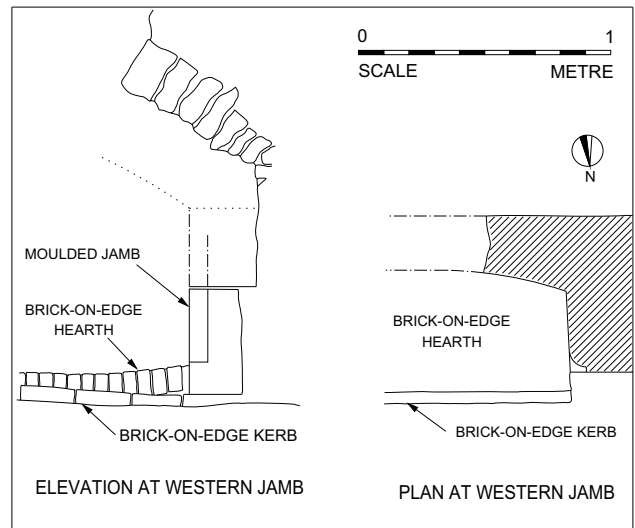 0 1
SCALE METRE
N
MOULDED JAMB
BRICK-ON-EDGE
HEARTH
BRICK-ON-EDGE
HEARTH
BRICK-ON-EDGE KERB
BRICK-ON-EDGE KERB
ELEVATION AT WESTERN JAMB
PLAN AT WESTERN JAMB